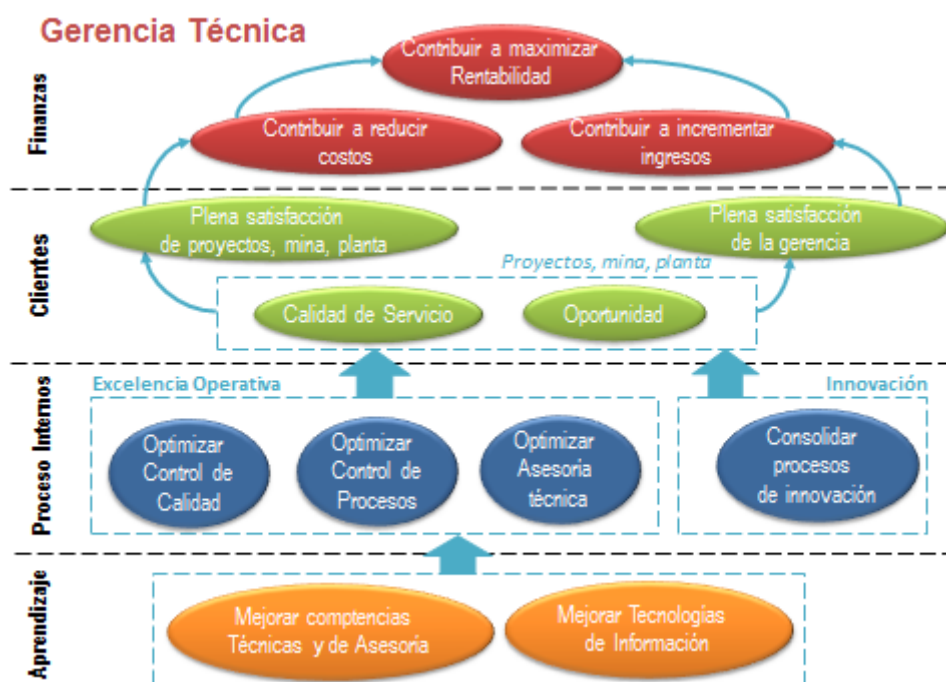 Gerencia Técnica
Finanzas
Contribuir a maximizar
Rentabilidad
Contribuir a reducir
costos
Contribuir a incrementar
ingresos
Clientes
Plena satisfacción
de proyectos, mina, planta
Plena satisfacción
de la gerencia
Proyectos, mina, planta
Calidad de Servicio
Oportunidad
Proceso Internos
Excelencia Operativa
Innovación
Optimizar
Control de
Calidad
Optimizar
Control de
Procesos
Optimizar
Asesoría
técnica
Consolidar
procesos
de innovación
Aprendizaje
Mejorar comptencias
Técnicas y de Asesoría
Mejorar Tecnologías
de Información